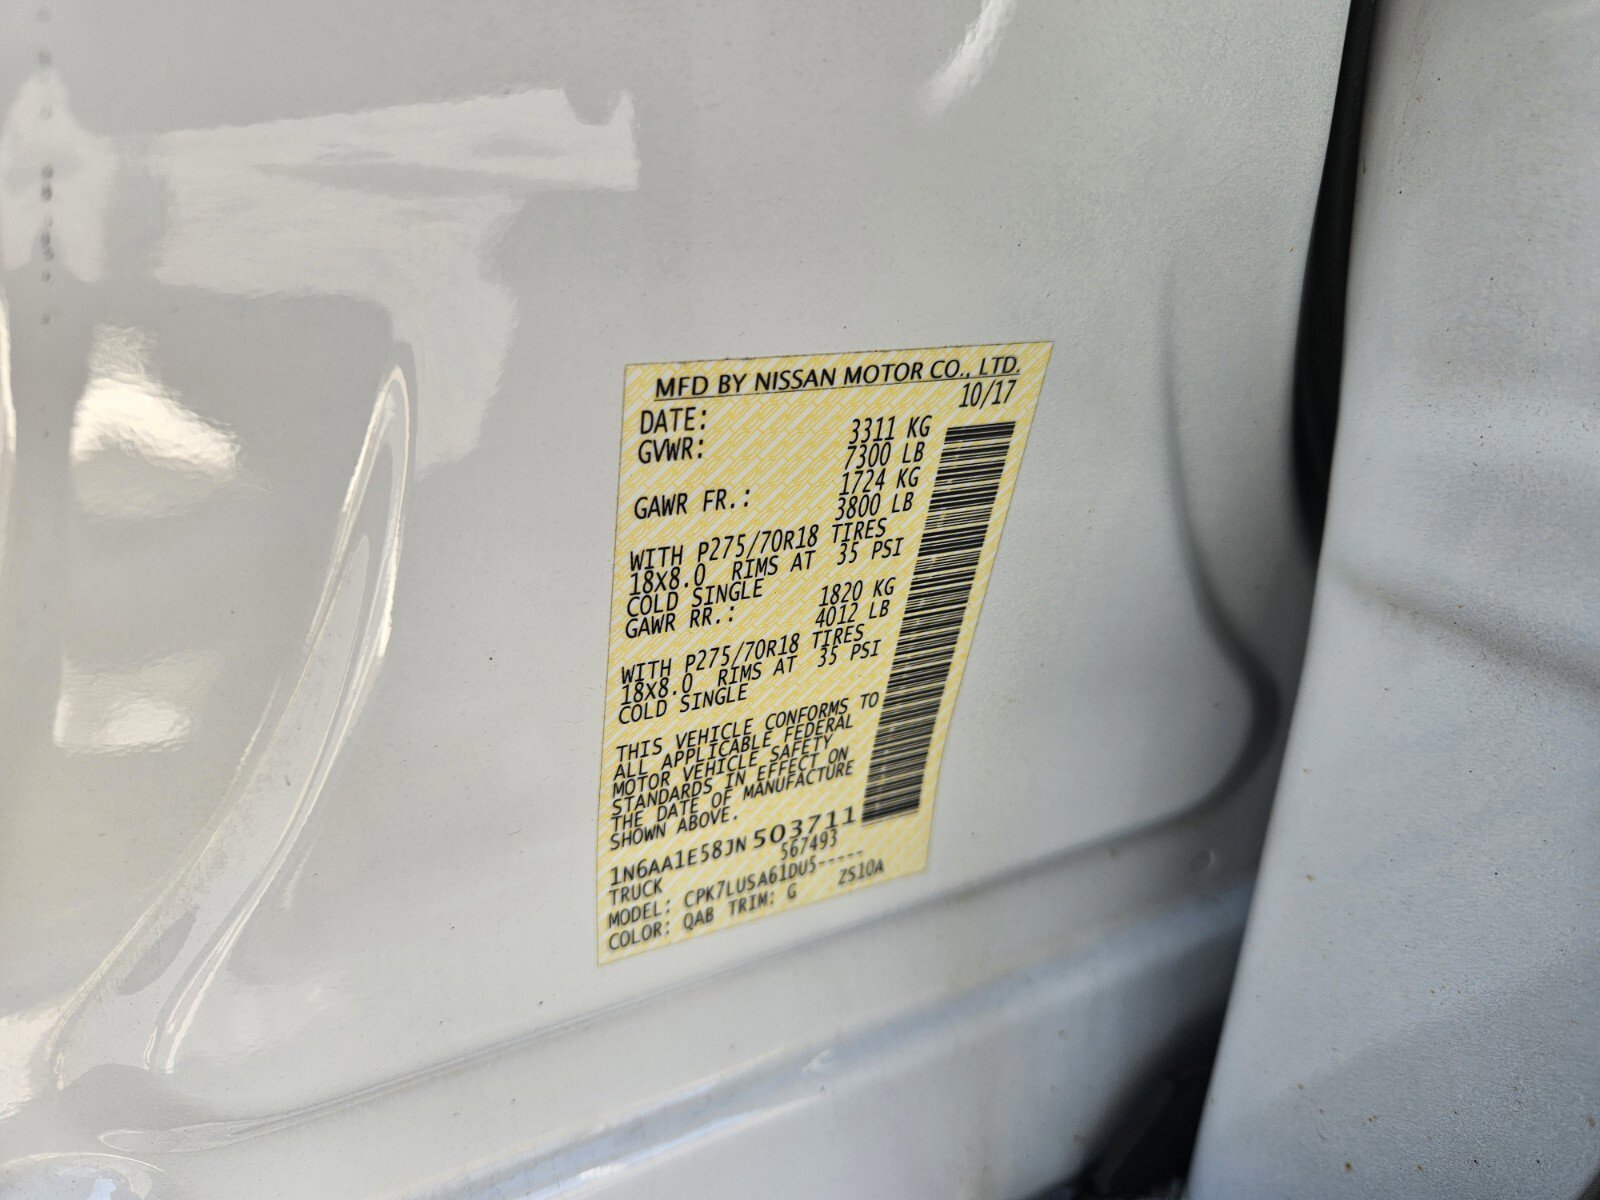 MFD BY NISSAN MOTOR CO., LTD.
DATE: 10/17
GVWR: 3311 KG
7300 LB
GAWR FR.: 1724 KG
3800 LB
WITH P275/70R18 TIRES
18X8.0 RIMS AT 35 PSI
COLD SINGLE
GAWR RR.: 1820 KG
4012 LB
WITH P275/70R18 TIRES
18X8.0 RIMS AT 35 PSI
COLD SINGLE
THIS VEHICLE CONFORMS TO
ALL APPLICABLE FEDERAL
MOTOR VEHICLE SAFETY
STANDARDS IN EFFECT ON
THE DATE OF MANUFACTURE
SHOWN ABOVE.
1N6AA1E58JN503711
TRUCK 567493
MODEL: CPK7LUSA61DU5-----
COLOR: QAB TRIM: G ZS10A